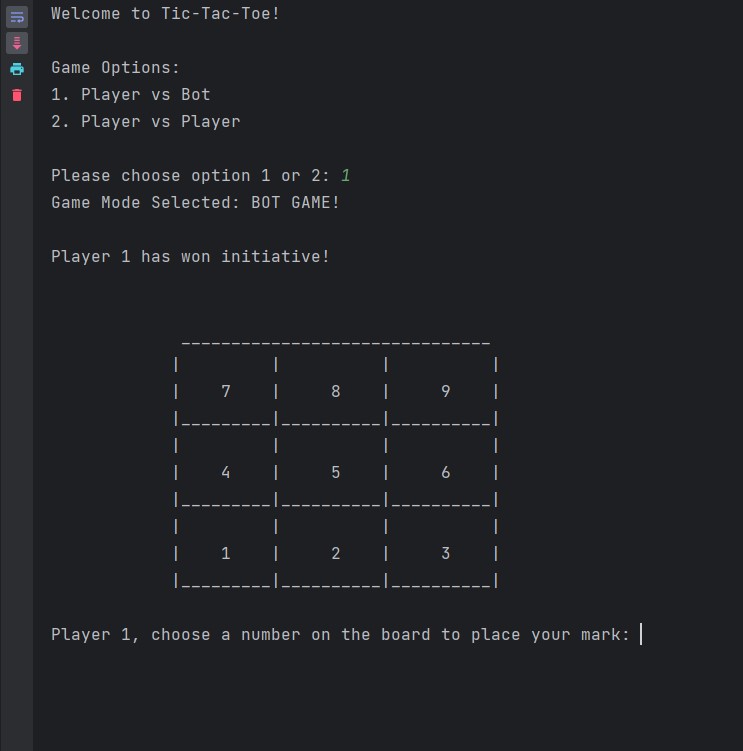 Welcome to Tic-Tac-Toe!
Game Options:
1. Player vs Bot
2. Player vs Player
Please choose option 1 or 2: 1
Game Mode Selected: BOT GAME!
Player 1 has won initiative!
 _______________________________
|         |          |          |
|    7    |     8    |     9    |
|_________|__________|__________|
|         |          |          |
|    4    |     5    |     6    |
|_________|__________|__________|
|         |          |          |
|    1    |     2    |     3    |
|_________|__________|__________|
Player 1, choose a number on the board to place your mark: